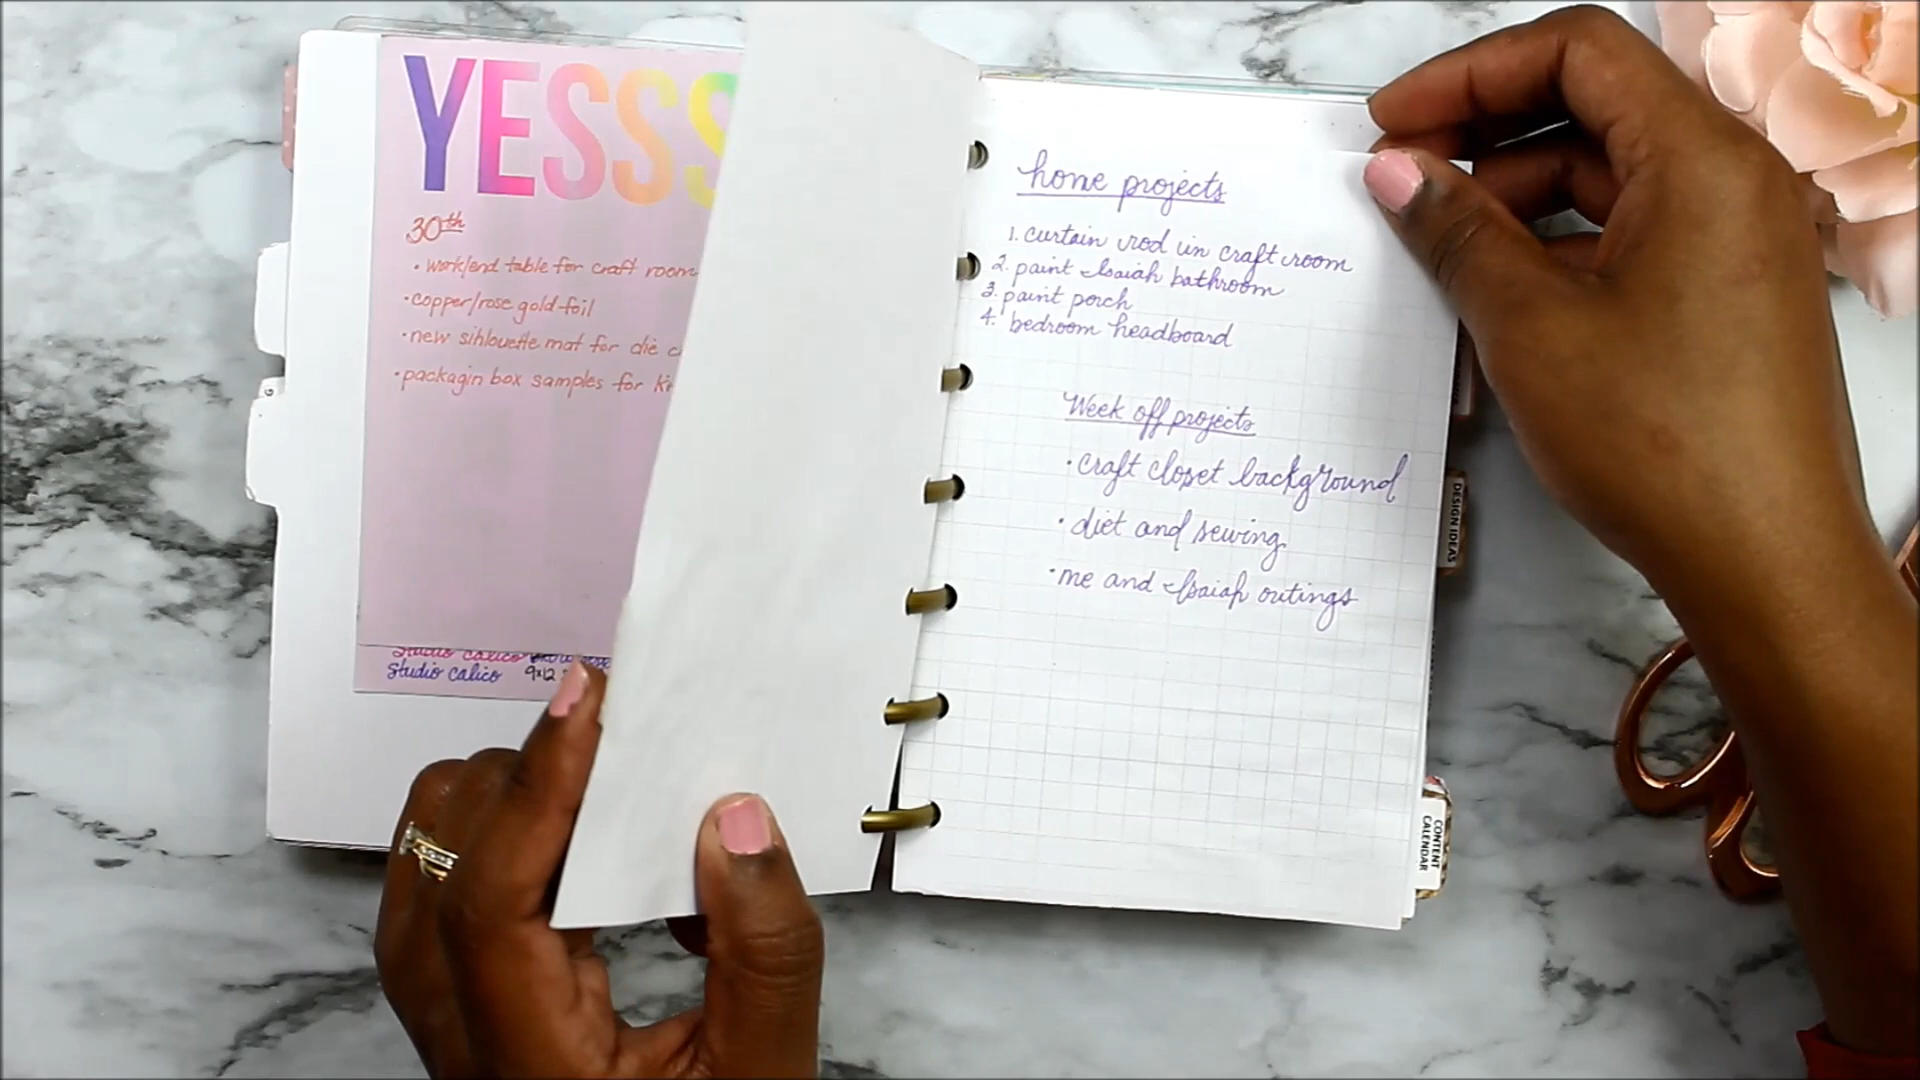 YESSS
30th
• work/end table for craft room
• copper/rose gold foil
• new sihlouette mat for die
• packagin box samples for
Studio Calico
Studio Calico 9x12
home projects
1. curtain rod in craft room
2. paint Isaiah bathroom
3. paint porch
4. bedroom headboard
Week off projects
• craft closet background
• diet and sewing
• me and Isaiah outings
DESIGN IDEAS
CONTENT
CALENDAR